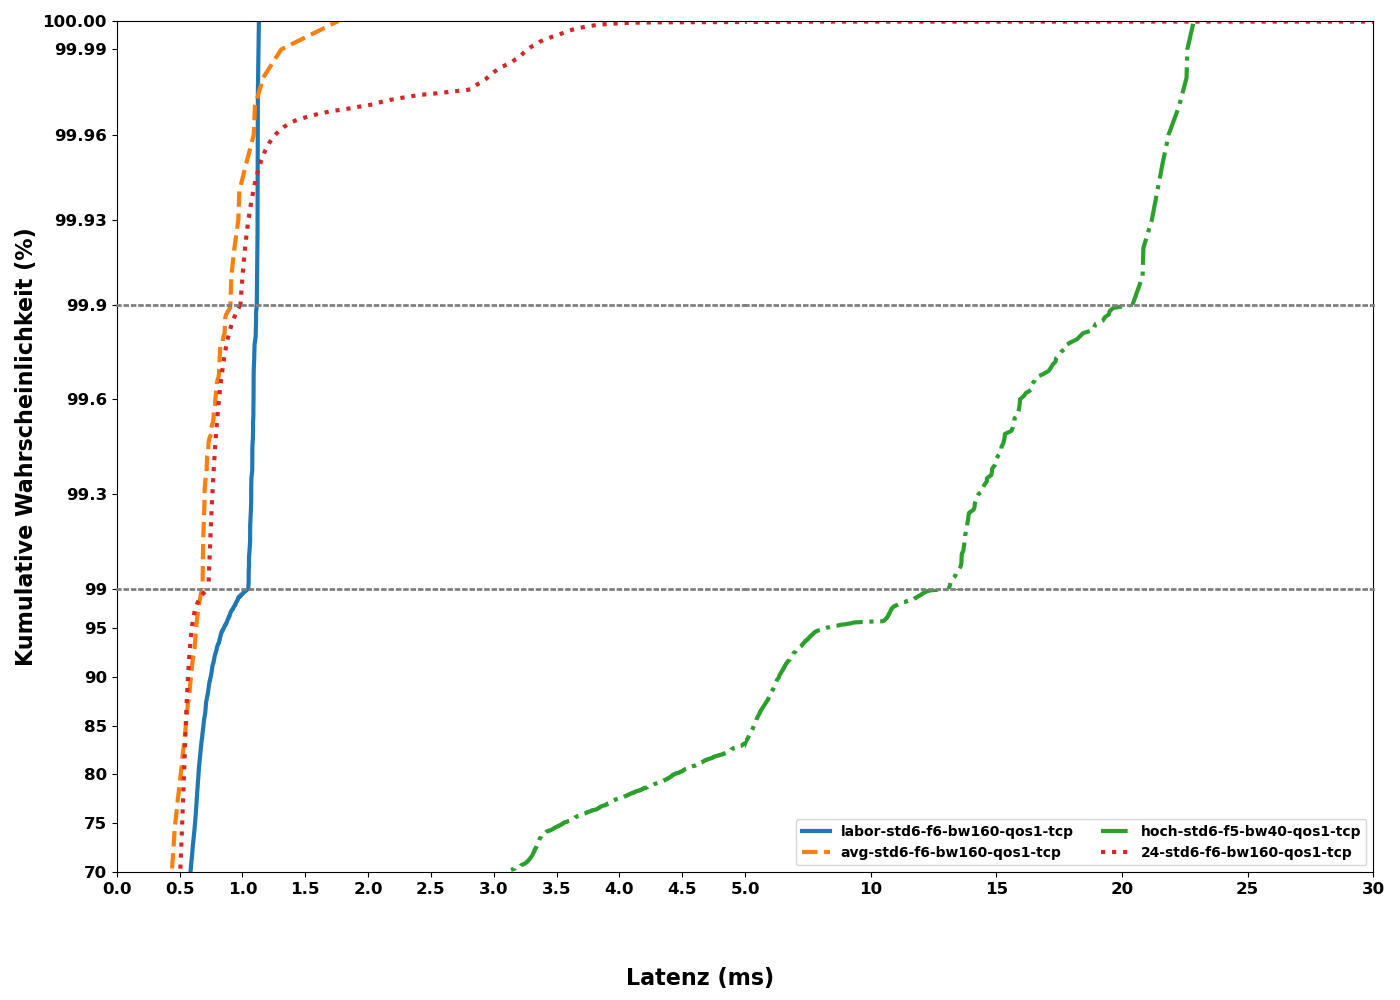 100.00
99.99
99.96
99.93
99.9
99.6
99.3
99
95
90
85
80
75
70
Kumulative Wahrscheinlichkeit (%)
labor-std6-f6-bw160-qos1-tcp
avg-std6-f6-bw160-qos1-tcp
hoch-std6-f5-bw40-qos1-tcp
24-std6-f6-bw160-qos1-tcp
0.0 0.5 1.0 1.5 2.0 2.5 3.0 3.5 4.0 4.5 5.0 10 15 20 25 30
Latenz (ms)